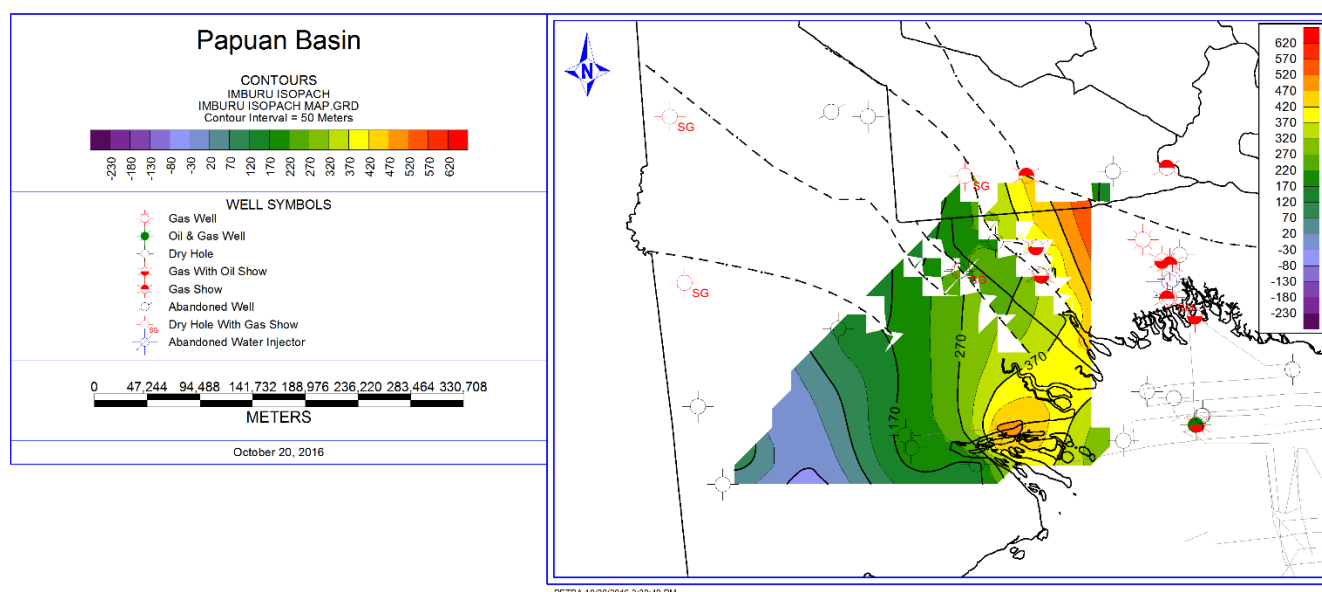 Papuan Basin
CONTOURS
IMBURU ISOPACH
IMBURU ISOPACH MAP.GRD
Contour Interval = 50 Meters
-230 -180 -130 -80 -30 20 70 120 170 220 270 320 370 420 470 520 570 620
WELL SYMBOLS
Gas Well
Oil & Gas Well
Dry Hole
Gas With Oil Show
Gas Show
Abandoned Well
SG Dry Hole With Gas Show
Abandoned Water Injector
0 47,244 94,488 141,732 188,976 236,220 283,464 330,708
METERS
October 20, 2016
N
SG
SG
SG
SG
270
370
170
620
570
520
470
420
370
320
270
220
170
120
70
20
-30
-80
-130
-180
-230